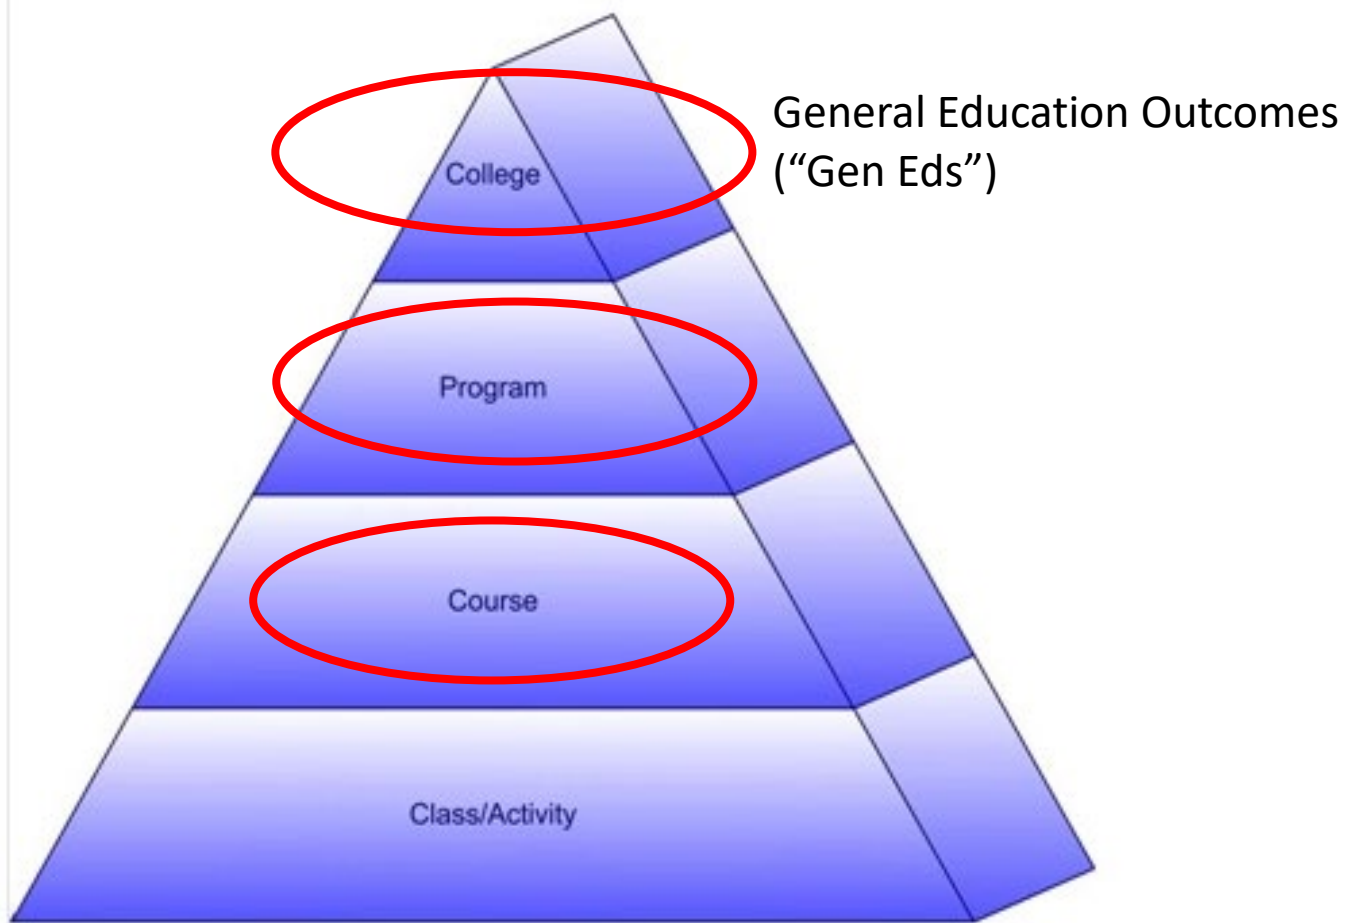 General Education Outcomes
(“Gen Eds”)
College
Program
Course
Class/Activity